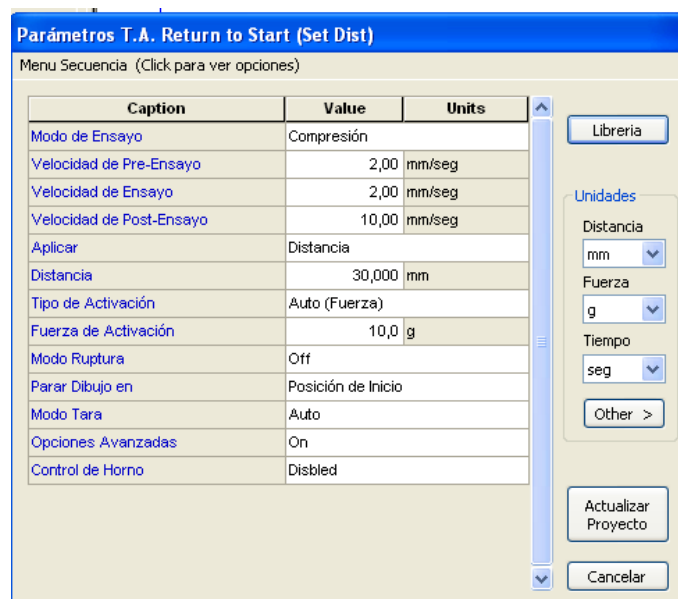 Parámetros T.A. Return to Start (Set Dist)
Menu Secuencia (Click para ver opciones)
Caption Value Units
Modo de Ensayo Compresión
Velocidad de Pre-Ensayo 2,00 mm/seg
Velocidad de Ensayo 2,00 mm/seg
Velocidad de Post-Ensayo 10,00 mm/seg
Aplicar Distancia
Distancia 30,000 mm
Tipo de Activación Auto (Fuerza)
Fuerza de Activación 10,0 g
Modo Ruptura Off
Parar Dibujo en Posición de Inicio
Modo Tara Auto
Opciones Avanzadas On
Control de Horno Disbled
Libreria
Unidades
Distancia
mm
Fuerza
g
Tiempo
seg
Other >
Actualizar
Proyecto
Cancelar